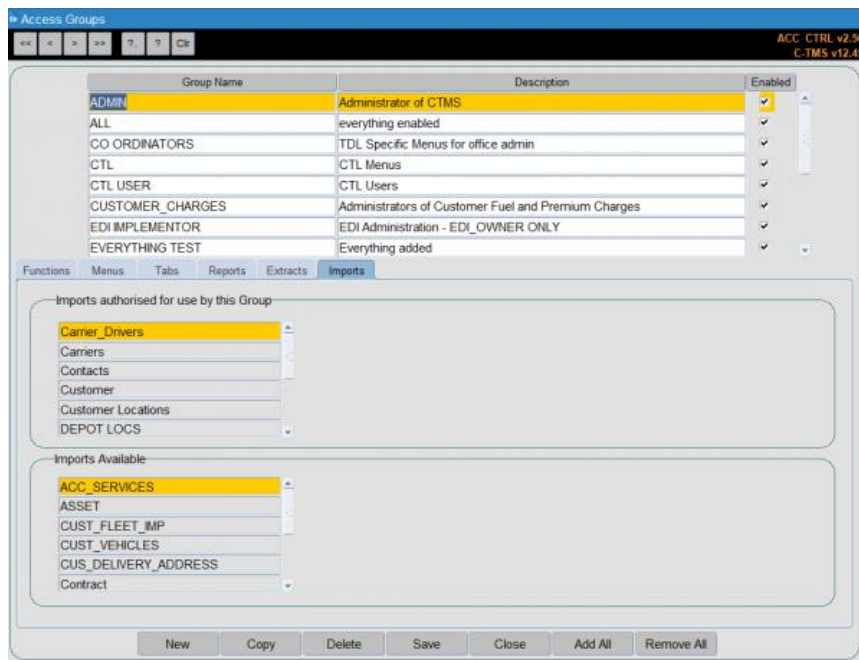 Access Groups
<< < > >> ?.. ? Clr
ACC CTRL v2.5
C-TMS v12.4
Group Name Description Enabled
ADMIN Administrator of CTMS
ALL everything enabled
CO ORDINATORS TDL Specific Menus for office admin
CTL CTL Menus
CTL USER CTL Users
CUSTOMER_CHARGES Administrators of Customer Fuel and Premium Charges
EDI IMPLEMENTOR EDI Administration - EDI_OWNER ONLY
EVERYTHING TEST Everything added
Functions Menus Tabs Reports Extracts Imports
Imports authorised for use by this Group
Carrier_Drivers
Carriers
Contacts
Customer
Customer Locations
DEPOT LOCS
Imports Available
ACC_SERVICES
ASSET
CUST_FLEET_IMP
CUST_VEHICLES
CUS_DELIVERY_ADDRESS
Contract
New Copy Delete Save Close Add All Remove All